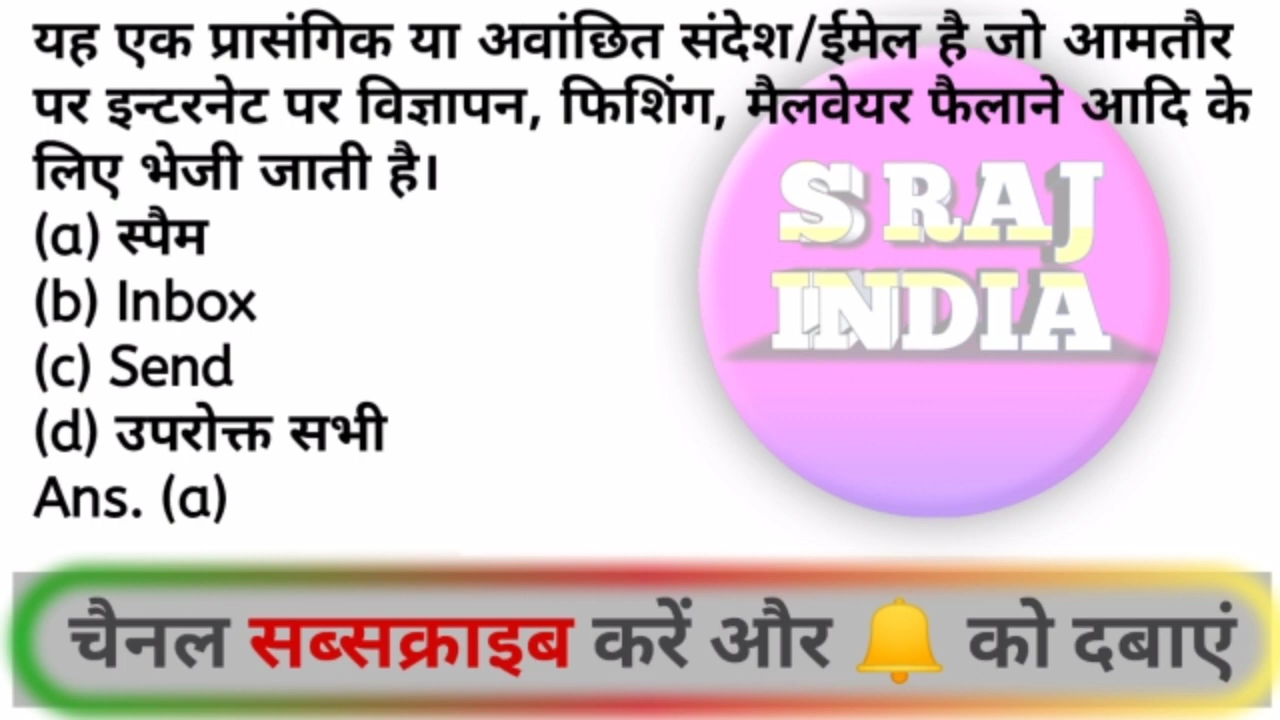 यह एक प्रासंगिक या अवांछित संदेश/ईमेल है जो आमतौर
पर इन्टरनेट पर विज्ञापन, फिशिंग, मैलवेयर फैलाने आदि के
लिए भेजी जाती है।
(a) स्पैम
(b) Inbox
(c) Send
(d) उपरोक्त सभी
Ans. (a)
S RAJ
INDIA
चैनल सब्सक्राइब करें और 🔔 को दबाएं